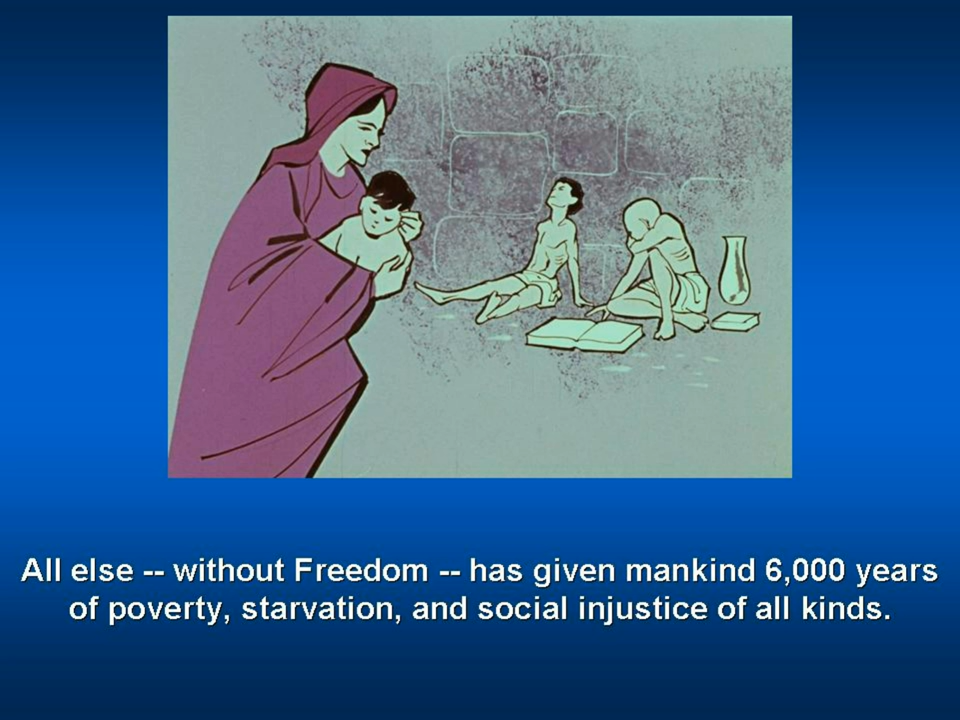 All else -- without Freedom -- has given mankind 6,000 years
of poverty, starvation, and social injustice of all kinds.